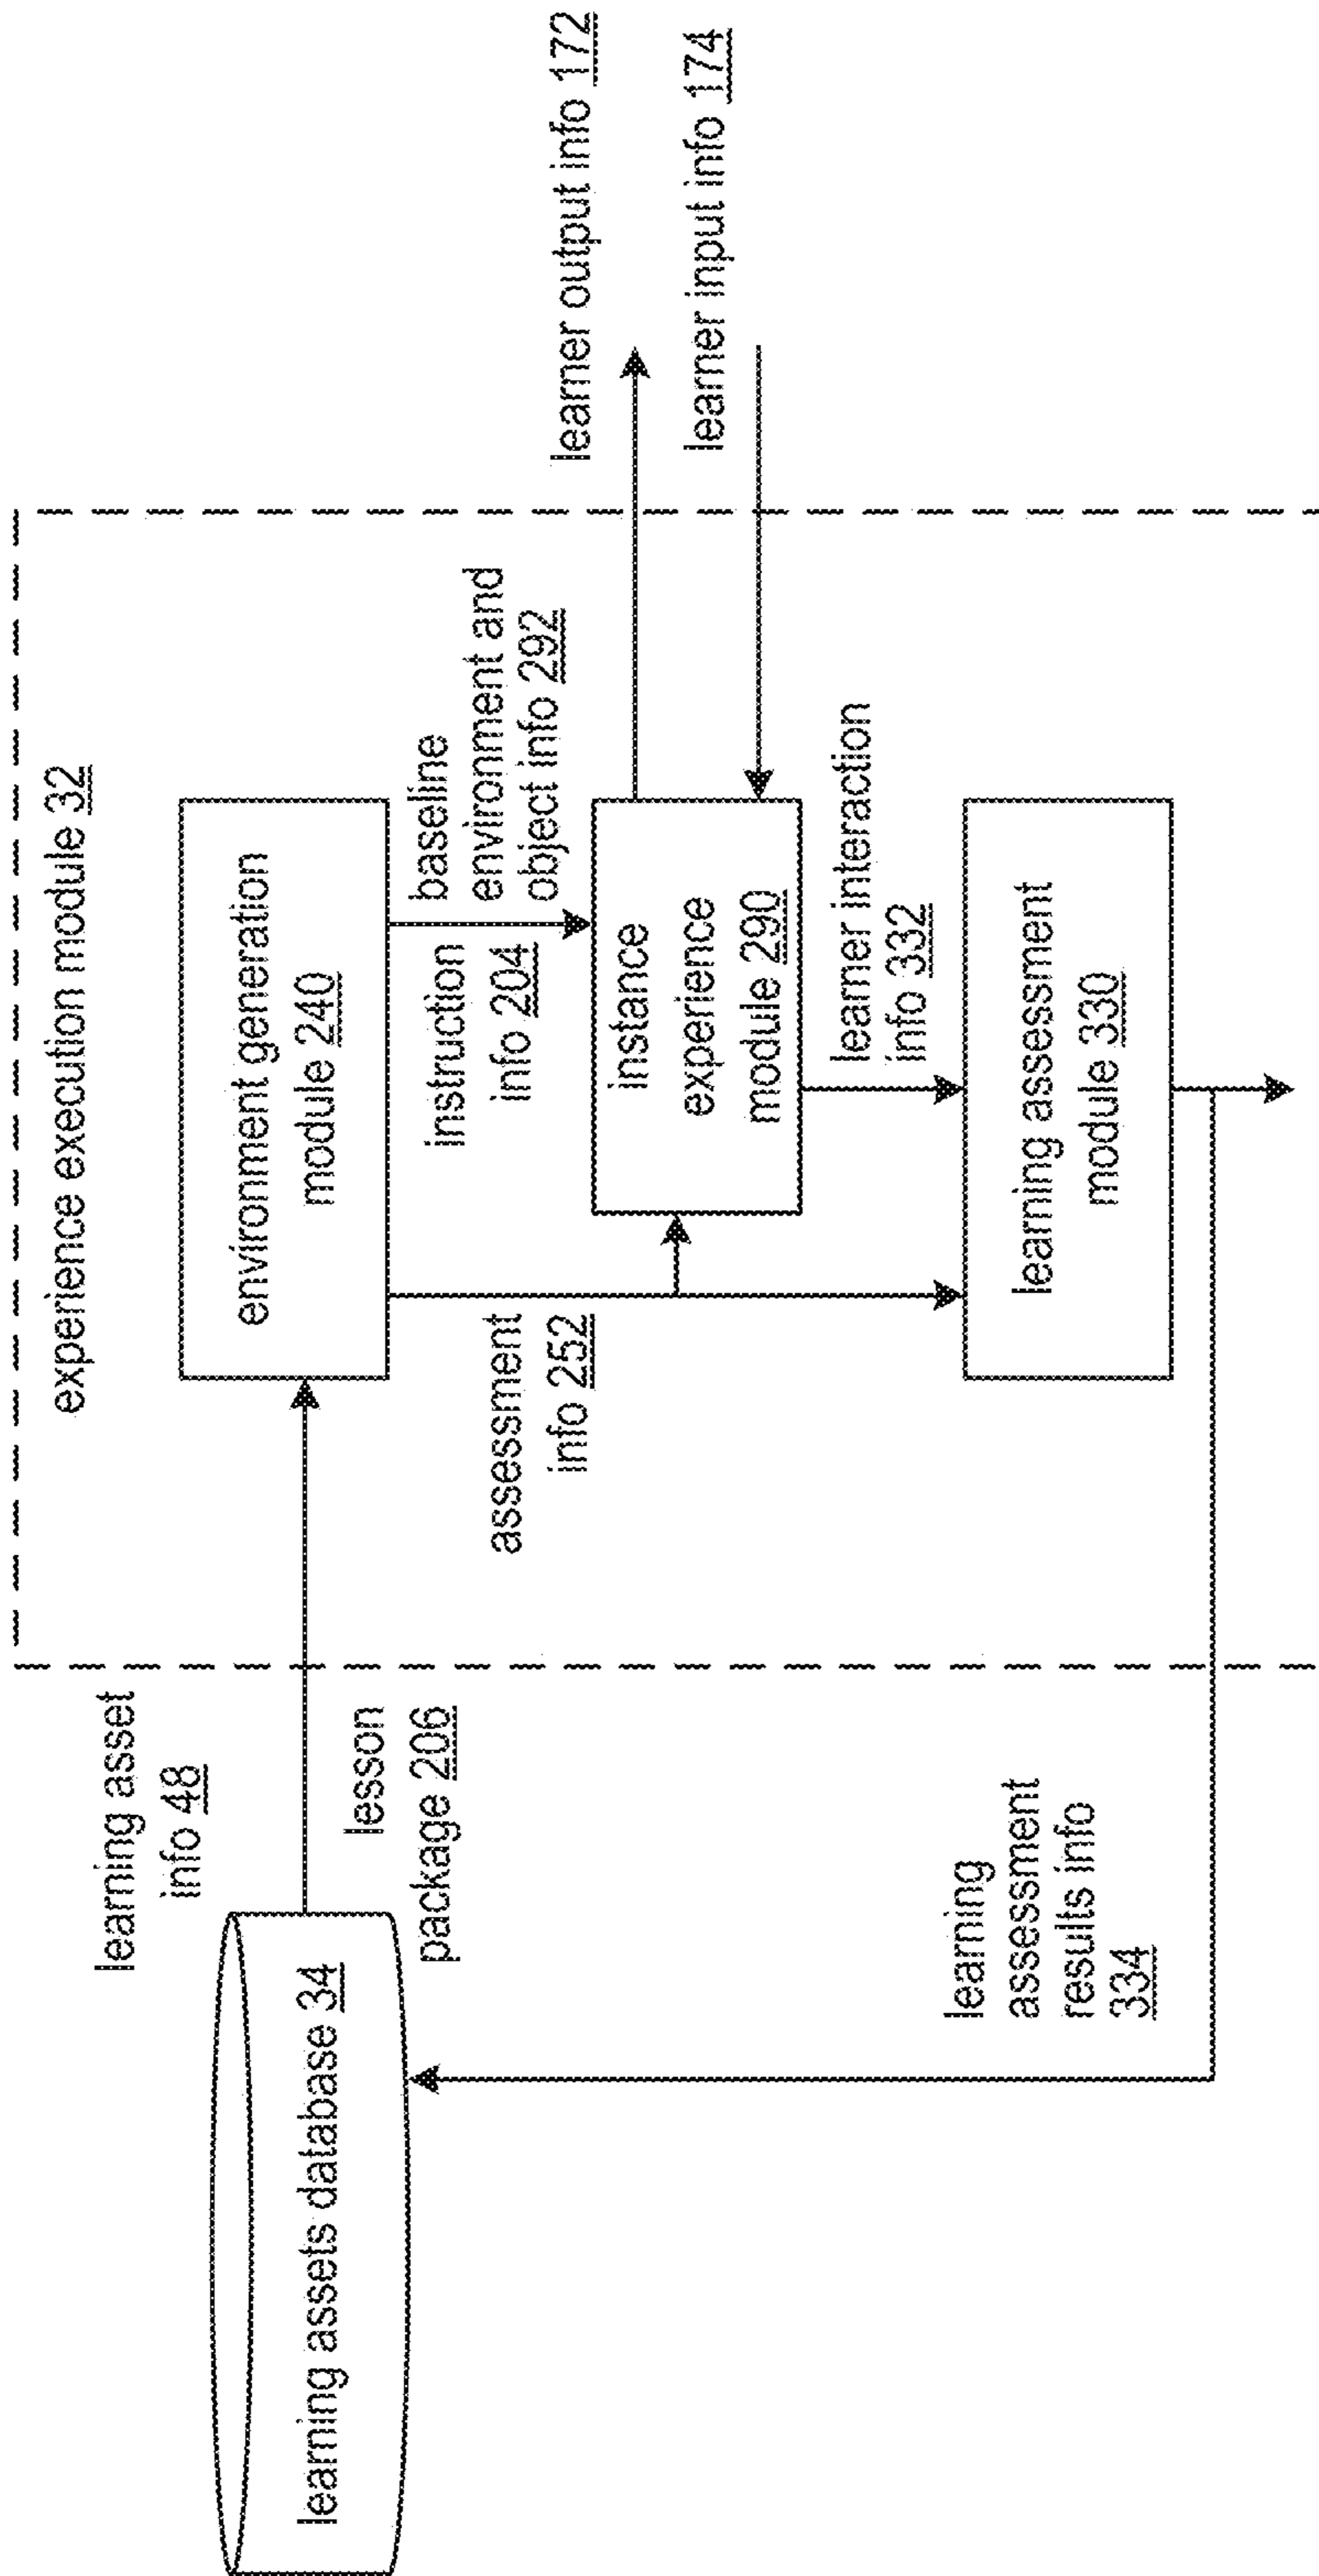 experience execution module 32
learning asset
info 48
learning assets database 34
lesson
package 206
environment generation
module 240
assessment
info 252
instruction
info 204
baseline
environment and
object info 292
instance
experience
module 290
learner output info 172
learner input info 174
learner interaction
info 332
learning assessment
module 330
learning
assessment
results info
334